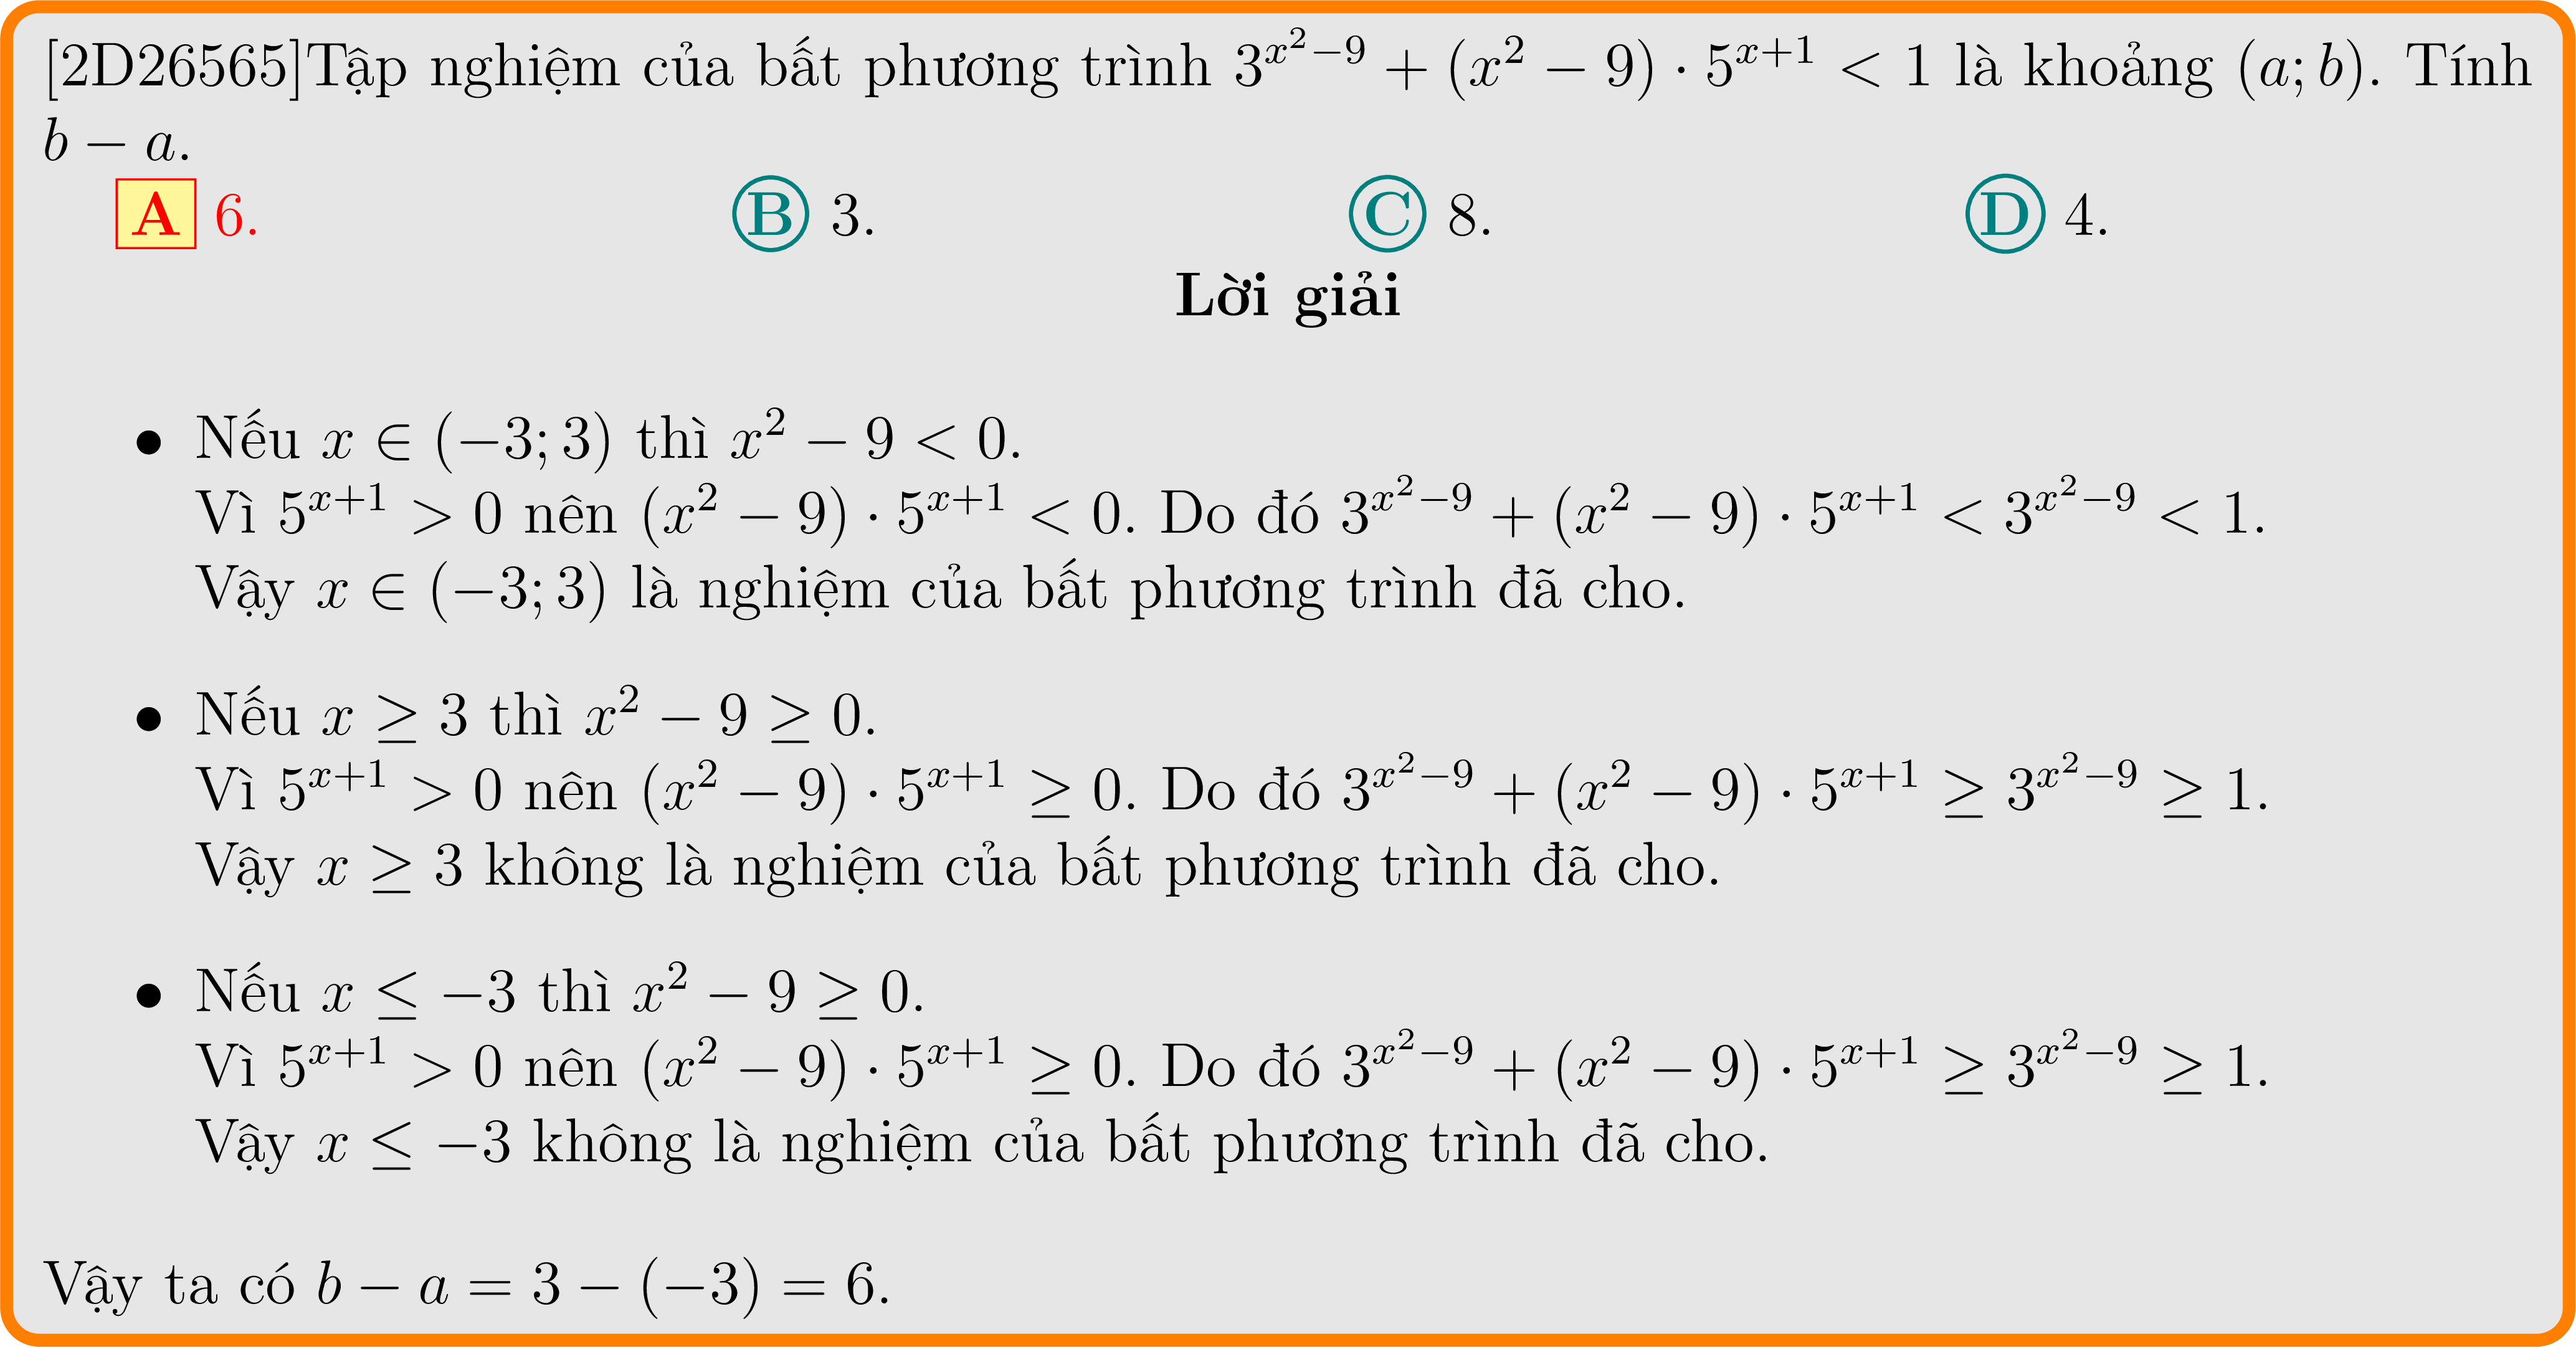 [2D26565]Tập nghiệm của bất phương trình $3^{x^2-9} + (x^2 - 9) \cdot 5^{x+1} < 1$ là khoảng $(a; b)$. Tính
$b - a$.
A 6. B 3. C 8. D 4.
Lời giải
• Nếu $x \in (-3; 3)$ thì $x^2 - 9 < 0$.
Vì $5^{x+1} > 0$ nên $(x^2 - 9) \cdot 5^{x+1} < 0$. Do đó $3^{x^2-9} + (x^2 - 9) \cdot 5^{x+1} < 3^{x^2-9} < 1$.
Vậy $x \in (-3; 3)$ là nghiệm của bất phương trình đã cho.
• Nếu $x \geq 3$ thì $x^2 - 9 \geq 0$.
Vì $5^{x+1} > 0$ nên $(x^2 - 9) \cdot 5^{x+1} \geq 0$. Do đó $3^{x^2-9} + (x^2 - 9) \cdot 5^{x+1} \geq 3^{x^2-9} \geq 1$.
Vậy $x \geq 3$ không là nghiệm của bất phương trình đã cho.
• Nếu $x \leq -3$ thì $x^2 - 9 \geq 0$.
Vì $5^{x+1} > 0$ nên $(x^2 - 9) \cdot 5^{x+1} \geq 0$. Do đó $3^{x^2-9} + (x^2 - 9) \cdot 5^{x+1} \geq 3^{x^2-9} \geq 1$.
Vậy $x \leq -3$ không là nghiệm của bất phương trình đã cho.
Vậy ta có $b - a = 3 - (-3) = 6$.